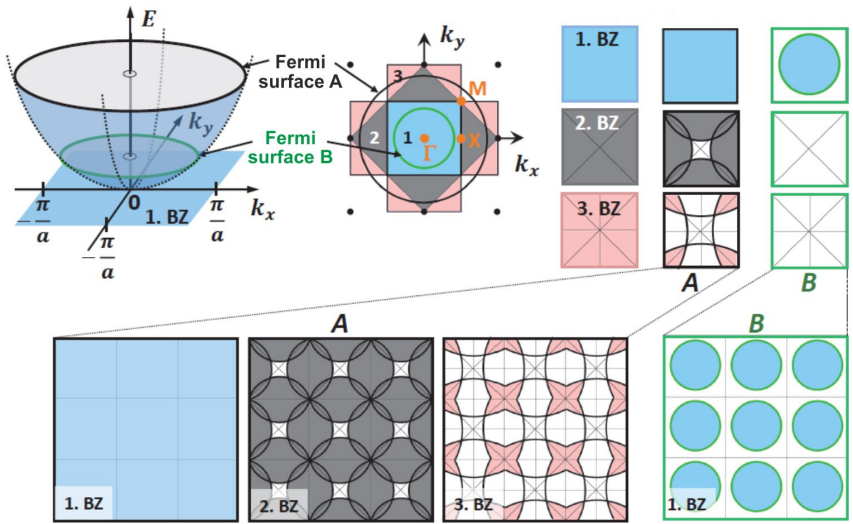 E
Fermi
surface A
k_y
Fermi
surface B
0
1. BZ
k_x
-π/a
-π/a
π/a
k_y
3
M
2
1
Γ
X
k_x
1. BZ
2. BZ
3. BZ
A
B
A
B
1. BZ
2. BZ
3. BZ
1. BZ